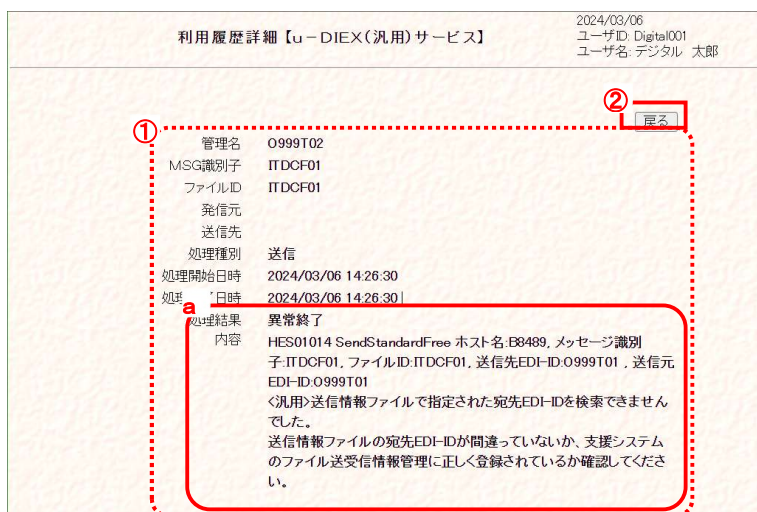 利用履歴詳細【u－DIEX(汎用)サービス】
2024/03/06
ユーザID: Digital001
ユーザ名: デジタル 太郎
②
戻る
①
管理名 O999T02
MSG識別子 ITDCF01
ファイルID ITDCF01
発信元
送信先
処理種別 送信
処理開始日時 2024/03/06 14:26:30
処 日時 2024/03/06 14:26:30
a
処理結果 異常終了
内容 HES01014 SendStandardFree ホスト名:B8489, メッセージ識別
子:ITDCF01, ファイルID:ITDCF01, 送信先EDI-ID:O999T01 , 送信元
EDI-ID:O999T01
<汎用>送信情報ファイルで指定された宛先EDI-IDを検索できません
でした。
送信情報ファイルの宛先EDI-IDが間違っていないか、支援システム
のファイル送受信情報管理に正しく登録されているか確認してくださ
い。